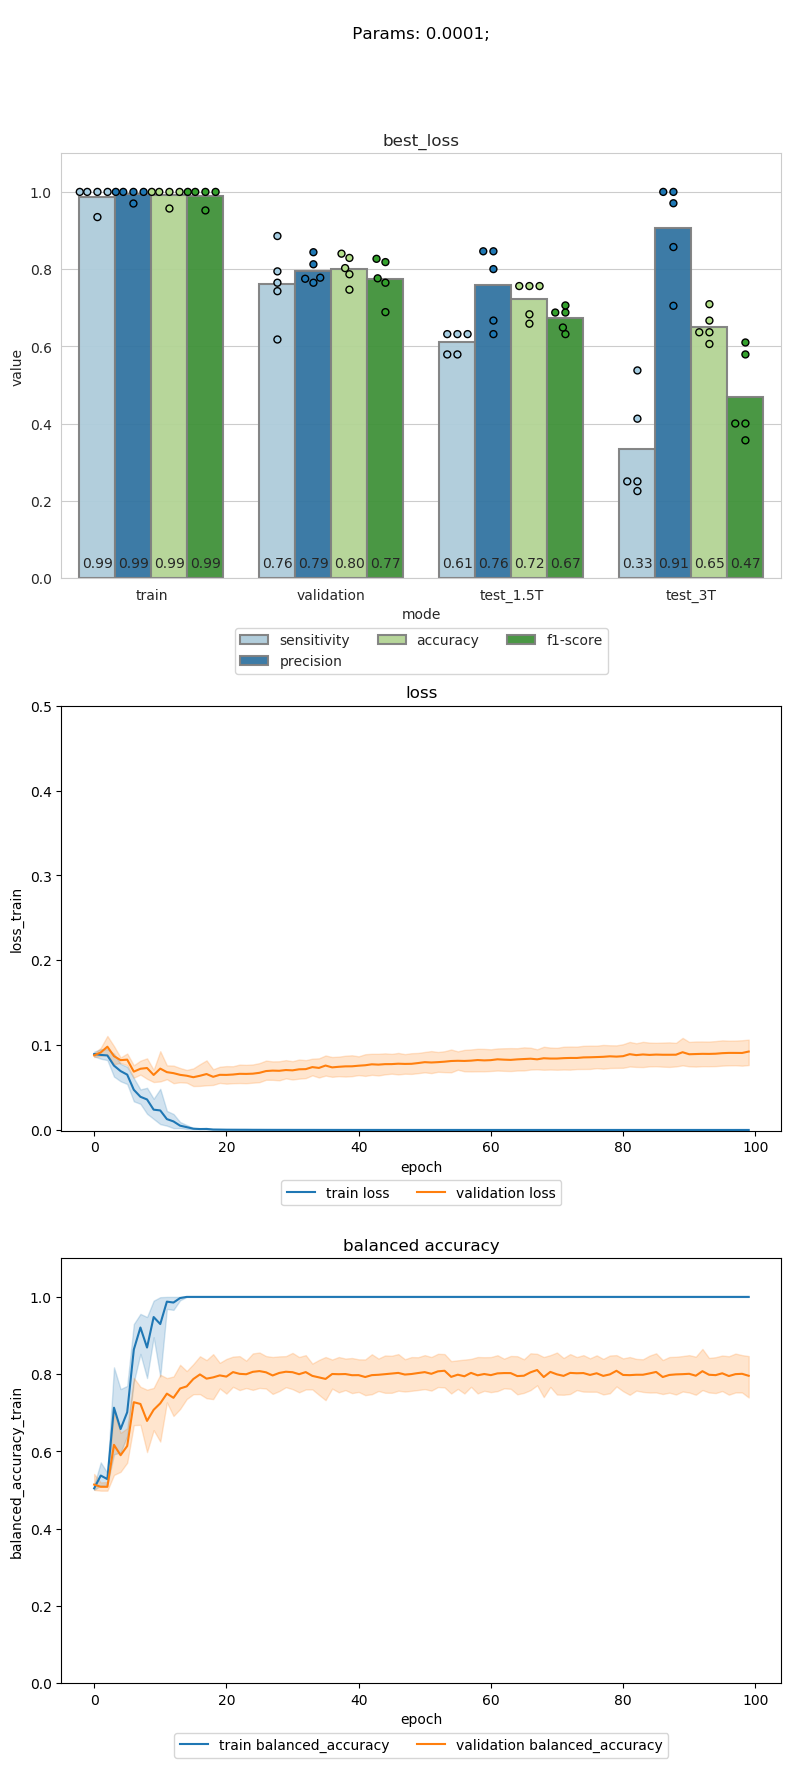 Params: 0.0001;
best_loss
1.0
0.8
0.6
0.4
0.2
0.0
value
0.99 0.99 0.99 0.99 0.76 0.79 0.80 0.77 0.61 0.76 0.72 0.67 0.33 0.91 0.65 0.47
train validation test_1.5T test_3T
mode
sensitivity accuracy f1-score
precision
loss
0.5
0.4
0.3
0.2
0.1
0.0
loss_train
0 20 40 60 80 100
epoch
train loss validation loss
balanced accuracy
1.0
0.8
0.6
0.4
0.2
0.0
balanced_accuracy_train
0 20 40 60 80 100
epoch
train balanced_accuracy validation balanced_accuracy